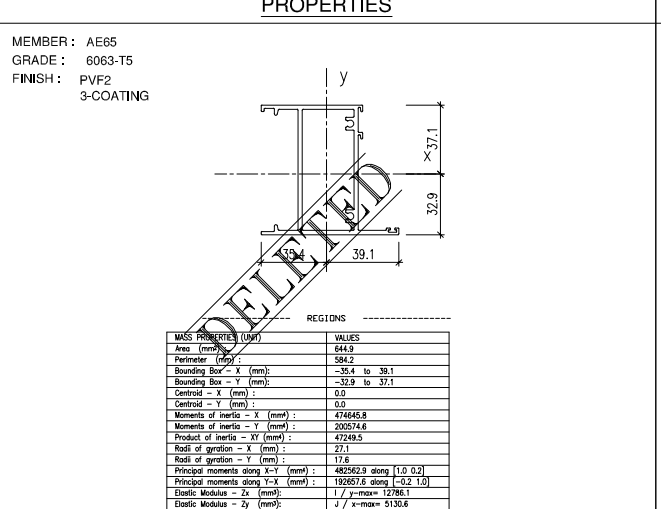 PROPERTIES
MEMBER : AE65
GRADE : 6063-T5
FINISH : PVF2
3-COATING
y
37.1
X
32.9
35.4
39.1
DELETED
REGIONS
MASS PROPERTIES (UNIT) VALUES
Area (mm²) : 644.9
Perimeter (mm) : 584.2
Bounding Box - X (mm): -35.4 to 39.1
Bounding Box - Y (mm): -32.9 to 37.1
Centroid - X (mm) : 0.0
Centroid - Y (mm) : 0.0
Moments of inertia - X (mm⁴) : 474645.8
Moments of inertia - Y (mm⁴) : 200574.6
Product of inertia - XY (mm⁴) : 47249.5
Radii of gyration - X (mm) : 27.1
Radii of gyration - Y (mm) : 17.6
Principal moments along X-Y (mm⁴) : 482562.9 along [1.0 0.2]
Principal moments along Y-X (mm⁴) : 192657.6 along [-0.2 1.0]
Elastic Modulus - Zx (mm³): I / y-max= 12786.1
Elastic Modulus - Zy (mm³): J / x-max= 5130.6